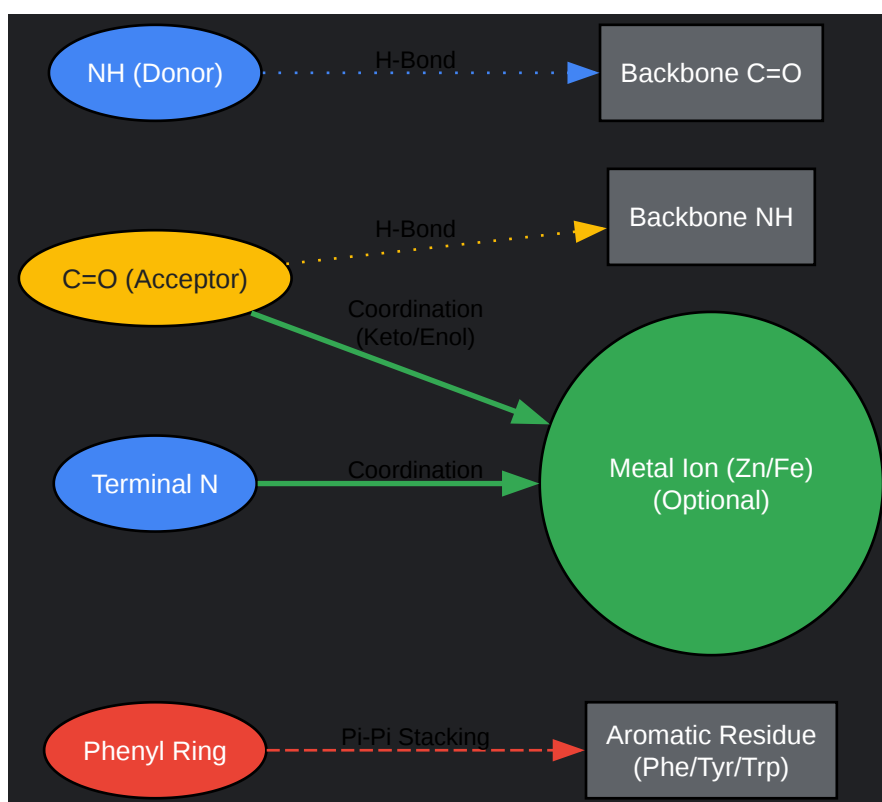 NH (Donor)
H-Bond
Backbone C=O
H-Bond
Backbone NH
C=O (Acceptor)
Coordination
(Keto/Enol)
Metal Ion (Zn/Fe)
(Optional)
Terminal N
Coordination
Phenyl Ring
Pi-Pi Stacking
Aromatic Residue
(Phe/Tyr/Trp)